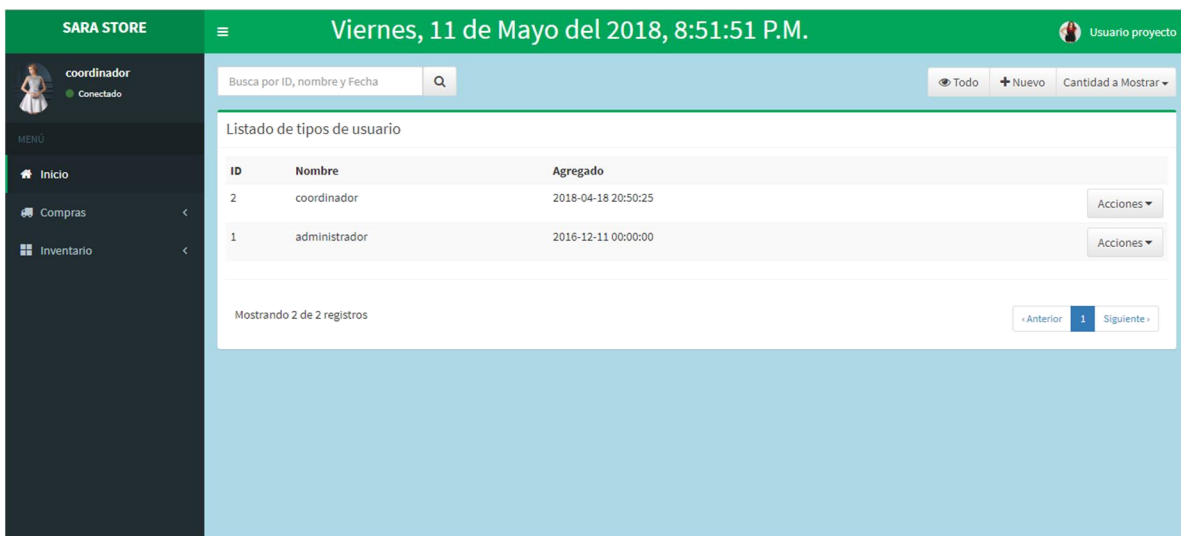 SARA STORE
Viernes, 11 de Mayo del 2018, 8:51:51 P.M.
Usuario proyecto
coordinador
Conectado
Busca por ID, nombre y Fecha
Todo
Nuevo
Cantidad a Mostrar
MENÚ
Inicio
Compras
Inventario
Listado de tipos de usuario
ID Nombre Agregado
2 coordinador 2018-04-18 20:50:25 Acciones
1 administrador 2016-12-11 00:00:00 Acciones
Mostrando 2 de 2 registros
‹ Anterior 1 Siguiente ›